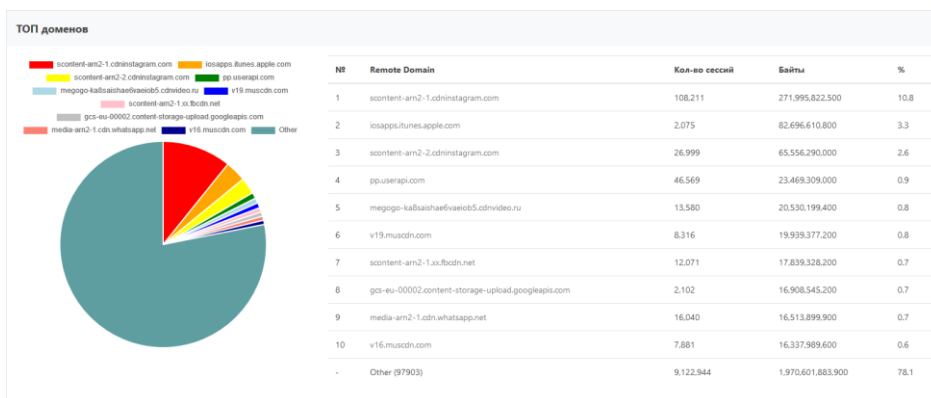 ТОП доменов
scontent-arn2-1.cdninstagram.com iosapps.itunes.apple.com
scontent-arn2-2.cdninstagram.com pp.userapi.com
megogo-ka8saishae6vaeiob5.cdnvideo.ru v19.muscdn.com
scontent-arn2-1.xx.fbcdn.net
gcs-eu-00002.content-storage-upload.googleapis.com
media-arn2-1.cdn.whatsapp.net v16.muscdn.com Other
№ Remote Domain Кол-во сессий Байты %
1 scontent-arn2-1.cdninstagram.com 108,211 271,995,822,500 10.8
2 iosapps.itunes.apple.com 2,075 82,696,610,800 3.3
3 scontent-arn2-2.cdninstagram.com 26,999 65,556,290,000 2.6
4 pp.userapi.com 46,569 23,469,309,000 0.9
5 megogo-ka8saishae6vaeiob5.cdnvideo.ru 13,580 20,530,199,400 0.8
6 v19.muscdn.com 8,316 19,939,377,200 0.8
7 scontent-arn2-1.xx.fbcdn.net 12,071 17,839,328,200 0.7
8 gcs-eu-00002.content-storage-upload.googleapis.com 2,102 16,908,545,200 0.7
9 media-arn2-1.cdn.whatsapp.net 16,040 16,513,899,900 0.7
10 v16.muscdn.com 7,881 16,337,989,600 0.6
- Other (97903) 9,122,944 1,970,601,883,900 78.1